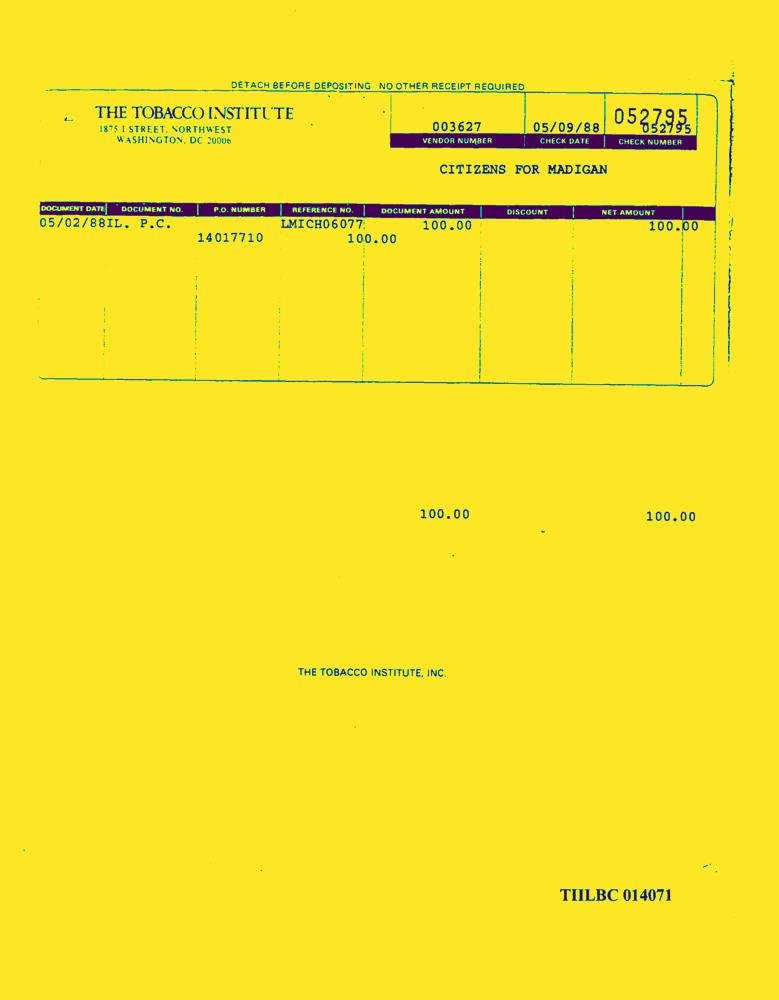 DETACH BEFORE DEPOSITING NO OTHER RECEIPT REQUIRED
THE TOBACCO INSTITUTE
1875 I STREET, NORTHWEST
WASHINGTON, DC 20006
003627 05/09/88 052795
052795
VENDOR NUMBER CHECK DATE CHECK NUMBER
CITIZENS FOR MADIGAN
DOCUMENT DATE DOCUMENT NO. P.O. NUMBER REFERENCE NO. DOCUMENT AMOUNT DISCOUNT NET AMOUNT
05/02/88IL. P.C. LMICH06077 100.00 100.00
14017710 100.00
100.00 100.00
THE TOBACCO INSTITUTE, INC.
TIILBC 014071